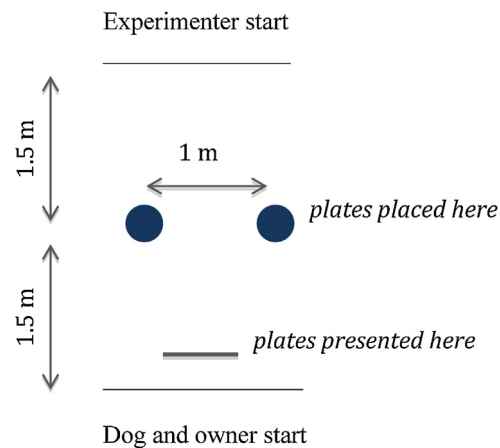 Experimenter start
1.5 m
1 m
plates placed here
1.5 m
plates presented here
Dog and owner start